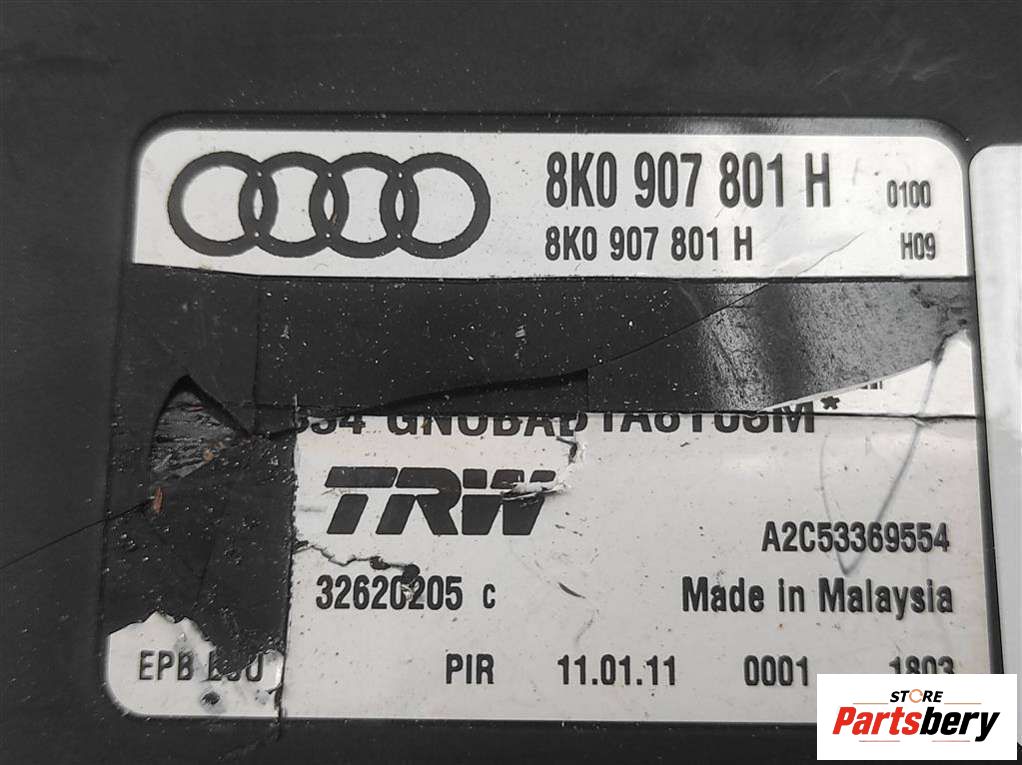 8K0 907 801 H 0100
8K0 907 801 H H09
TRW
A2C53369554
32620205 C Made in Malaysia
EPB PIR 11.01.11 0001 1803
STORE
Partsbery